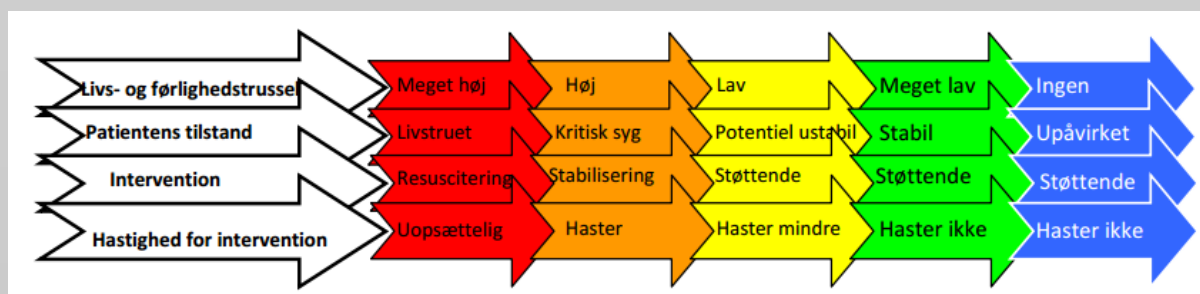 Livs- og førlighedstrussel Meget høj Høj Lav Meget lav Ingen
Patientens tilstand Livstruet Kritisk syg Potentiel ustabil Stabil Upåvirket
Intervention Resuscitering Stabilisering Støttende Støttende Støttende
Hastighed for intervention Uopsættelig Haster Haster mindre Haster ikke Haster ikke